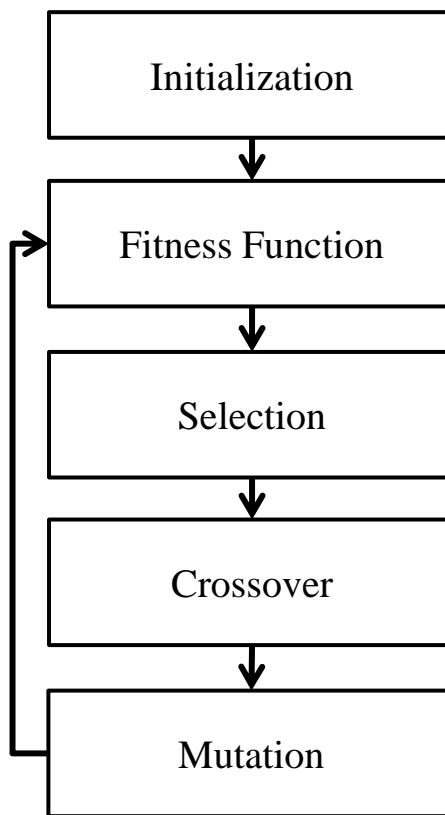 Initialization
Fitness Function
Selection
Crossover
Mutation